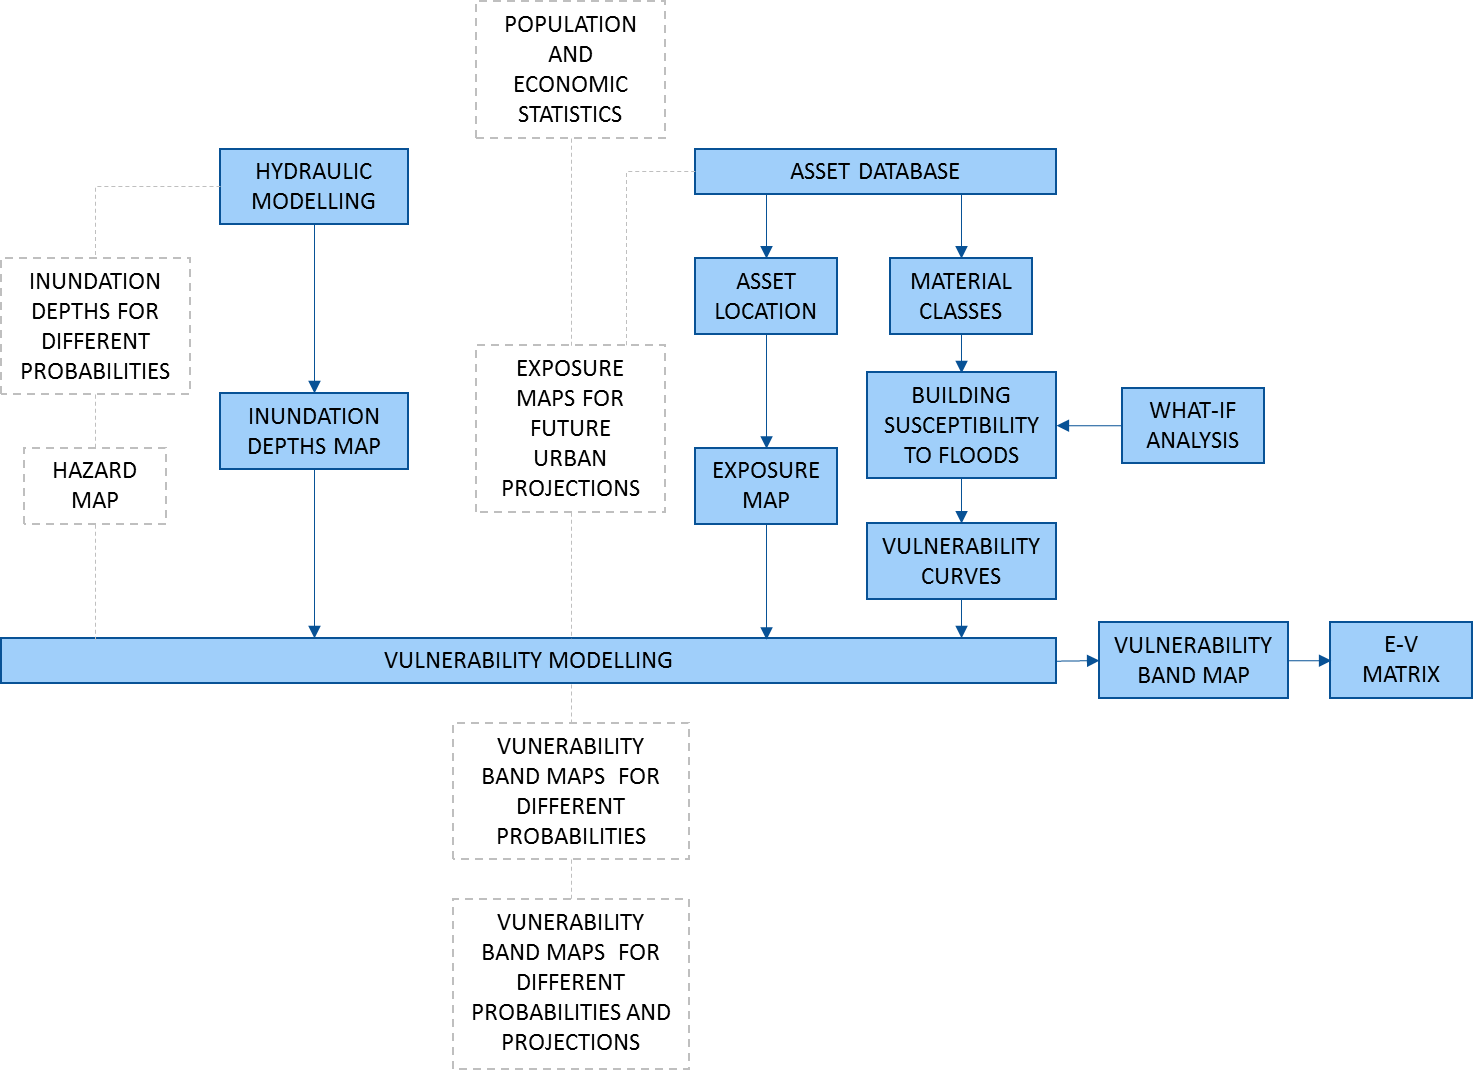 POPULATION
AND
ECONOMIC
STATISTICS
HYDRAULIC
MODELLING
ASSET DATABASE
INUNDATION
DEPTHS FOR
DIFFERENT
PROBABILITIES
ASSET
LOCATION
MATERIAL
CLASSES
EXPOSURE
MAPS FOR
FUTURE
URBAN
PROJECTIONS
INUNDATION
DEPTHS MAP
BUILDING
SUSCEPTIBILITY
TO FLOODS
WHAT-IF
ANALYSIS
HAZARD
MAP
EXPOSURE
MAP
VULNERABILITY
CURVES
VULNERABILITY MODELLING
VULNERABILITY
BAND MAP
E-V
MATRIX
VUNERABILITY
BAND MAPS FOR
DIFFERENT
PROBABILITIES
VUNERABILITY
BAND MAPS FOR
DIFFERENT
PROBABILITIES AND
PROJECTIONS